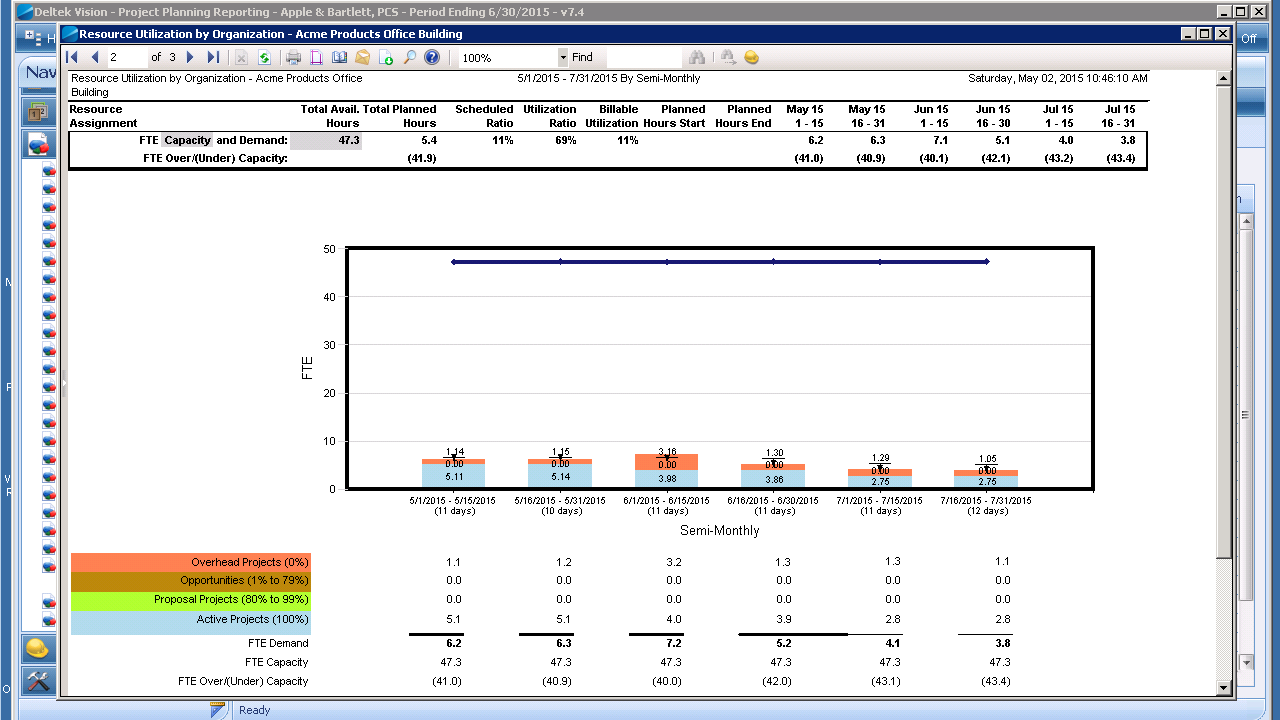 Deltek Vision - Project Planning Reporting - Apple & Bartlett, PCS - Period Ending 6/30/2015 - v7.4
Resource Utilization by Organization - Acme Products Office Building
H
Off
2 of 3
100%
Find
Nav
Resource Utilization by Organization - Acme Products Office Building
5/1/2015 - 7/31/2015 By Semi-Monthly
Saturday, May 02, 2015 10:46:10 AM
Resource Total Avail. Total Planned Scheduled Utilization Billable Planned Planned May 15 May 15 Jun 15 Jun 15 Jul 15 Jul 15
Assignment Hours Hours Ratio Ratio Utilization Hours Start Hours End 1 - 15 16 - 31 1 - 15 16 - 30 1 - 15 16 - 31
FTE Capacity and Demand: 47.3 5.4 11% 69% 11% 6.2 6.3 7.1 5.1 4.0 3.8
FTE Over/(Under) Capacity: (41.9) (41.0) (40.9) (40.1) (42.1) (43.2) (43.4)
50
40
30
20
10
0
FTE
1.14 1.15 3.16 1.30 1.29 1.05
0.00 0.00 0.00 0.00 0.00 0.00
5.11 5.14 3.98 3.86 2.75 2.75
5/1/2015 - 5/15/2015 5/16/2015 - 5/31/2015 6/1/2015 - 6/15/2015 6/16/2015 - 6/30/2015 7/1/2015 - 7/15/2015 7/16/2015 - 7/31/2015
(11 days) (10 days) (11 days) (11 days) (11 days) (12 days)
Semi-Monthly
Overhead Projects (0%) 1.1 1.2 3.2 1.3 1.3 1.1
Opportunities (1% to 79%) 0.0 0.0 0.0 0.0 0.0 0.0
Proposal Projects (80% to 99%) 0.0 0.0 0.0 0.0 0.0 0.0
Active Projects (100%) 5.1 5.1 4.0 3.9 2.8 2.8
FTE Demand 6.2 6.3 7.2 5.2 4.1 3.8
FTE Capacity 47.3 47.3 47.3 47.3 47.3 47.3
FTE Over/(Under) Capacity (41.0) (40.9) (40.0) (42.0) (43.1) (43.4)
Ready